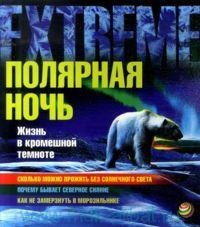 EXTREME
ПОЛЯРНАЯ
НОЧЬ
Жизнь
в кромешной
темноте
СКОЛЬКО МОЖНО ПРОЖИТЬ БЕЗ СОЛНЕЧНОГО СВЕТА
ПОЧЕМУ БЫВАЕТ СЕВЕРНОЕ СИЯНИЕ
КАК НЕ ЗАМЕРЗНУТЬ В МОРОЗИЛЬНИКЕ